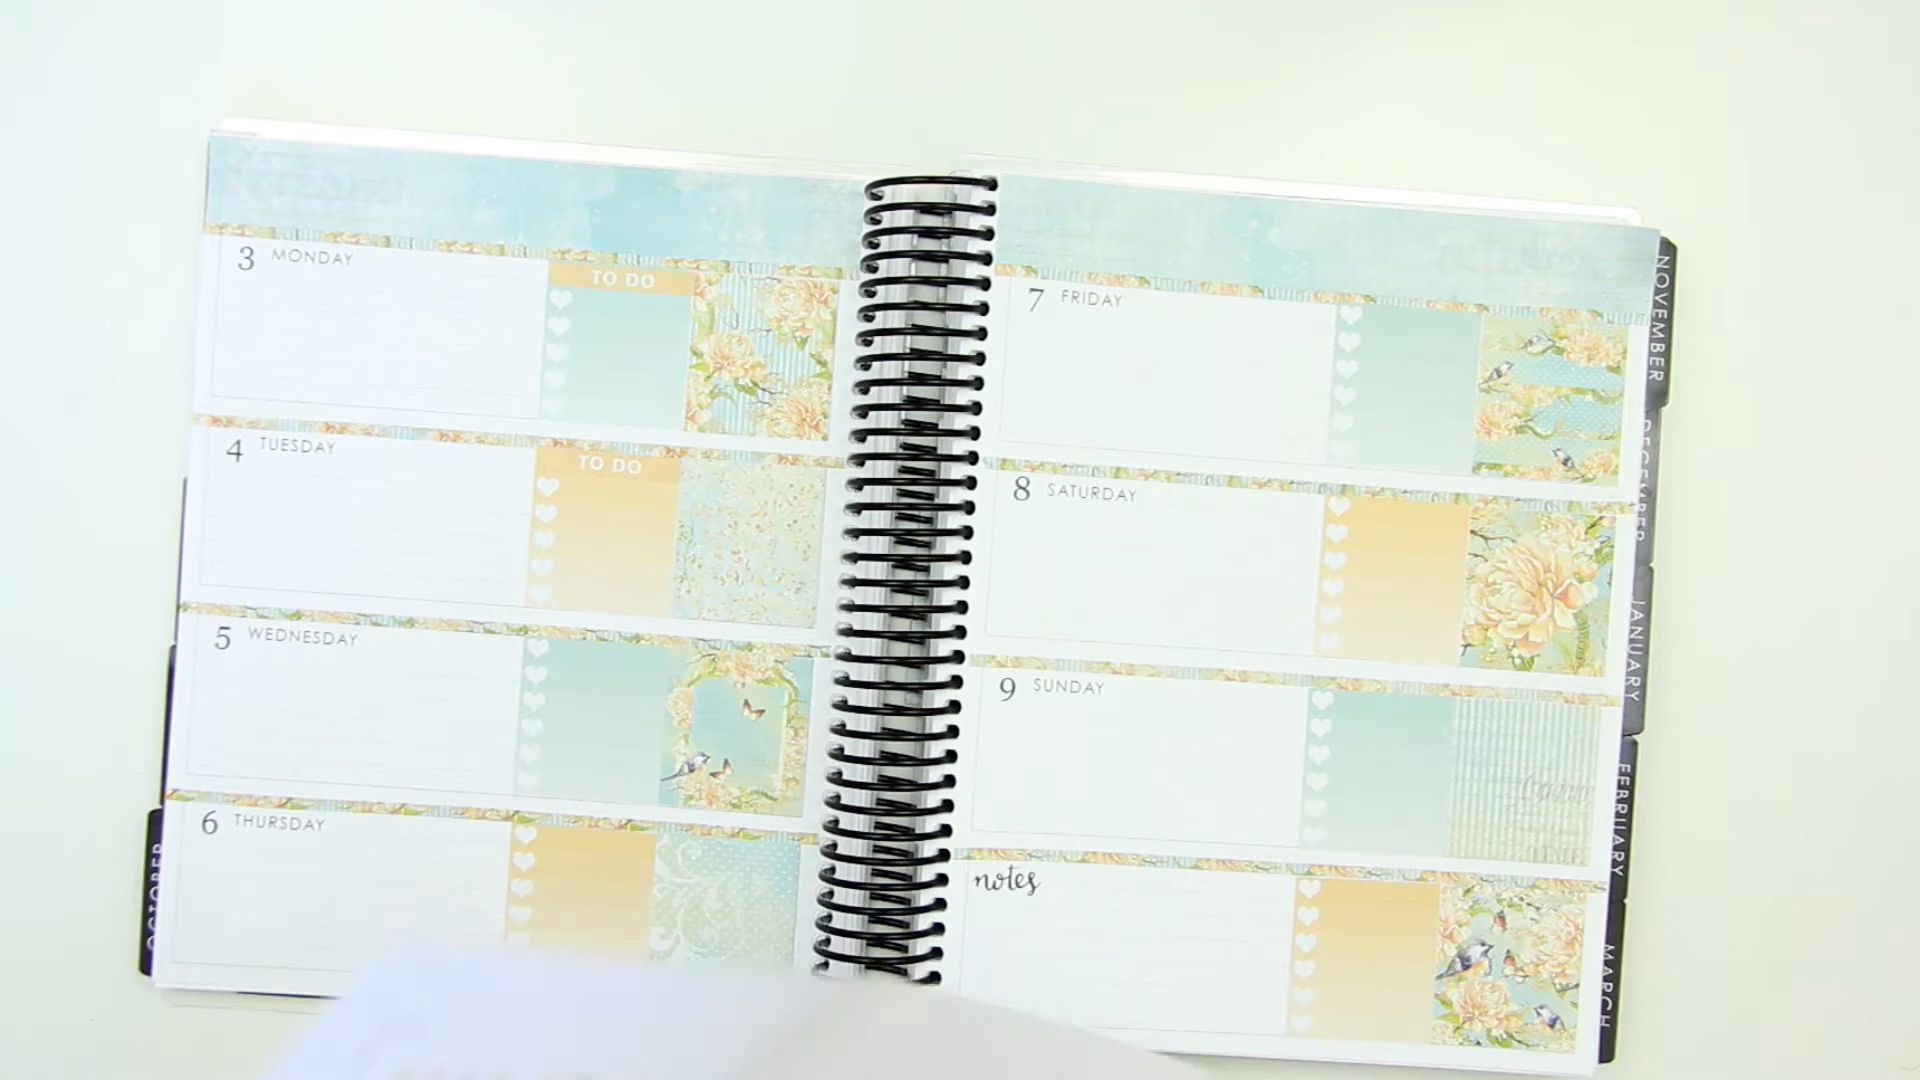 3 MONDAY
TO DO
4 TUESDAY
TO DO
5 WEDNESDAY
6 THURSDAY
7 FRIDAY
8 SATURDAY
9 SUNDAY
notes
OCTOBER
NOVEMBER
DECEMBER
JANUARY
FEBRUARY
MARCH